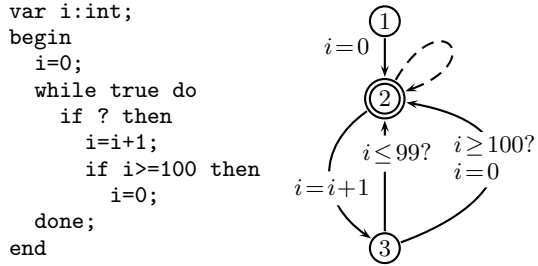 var i:int;
begin
  i=0;
  while true do
    if ? then
      i=i+1;
      if i>=100 then
        i=0;
  done;
end
1
i=0
2
i≤99?
i≥100?
i=0
i=i+1
3